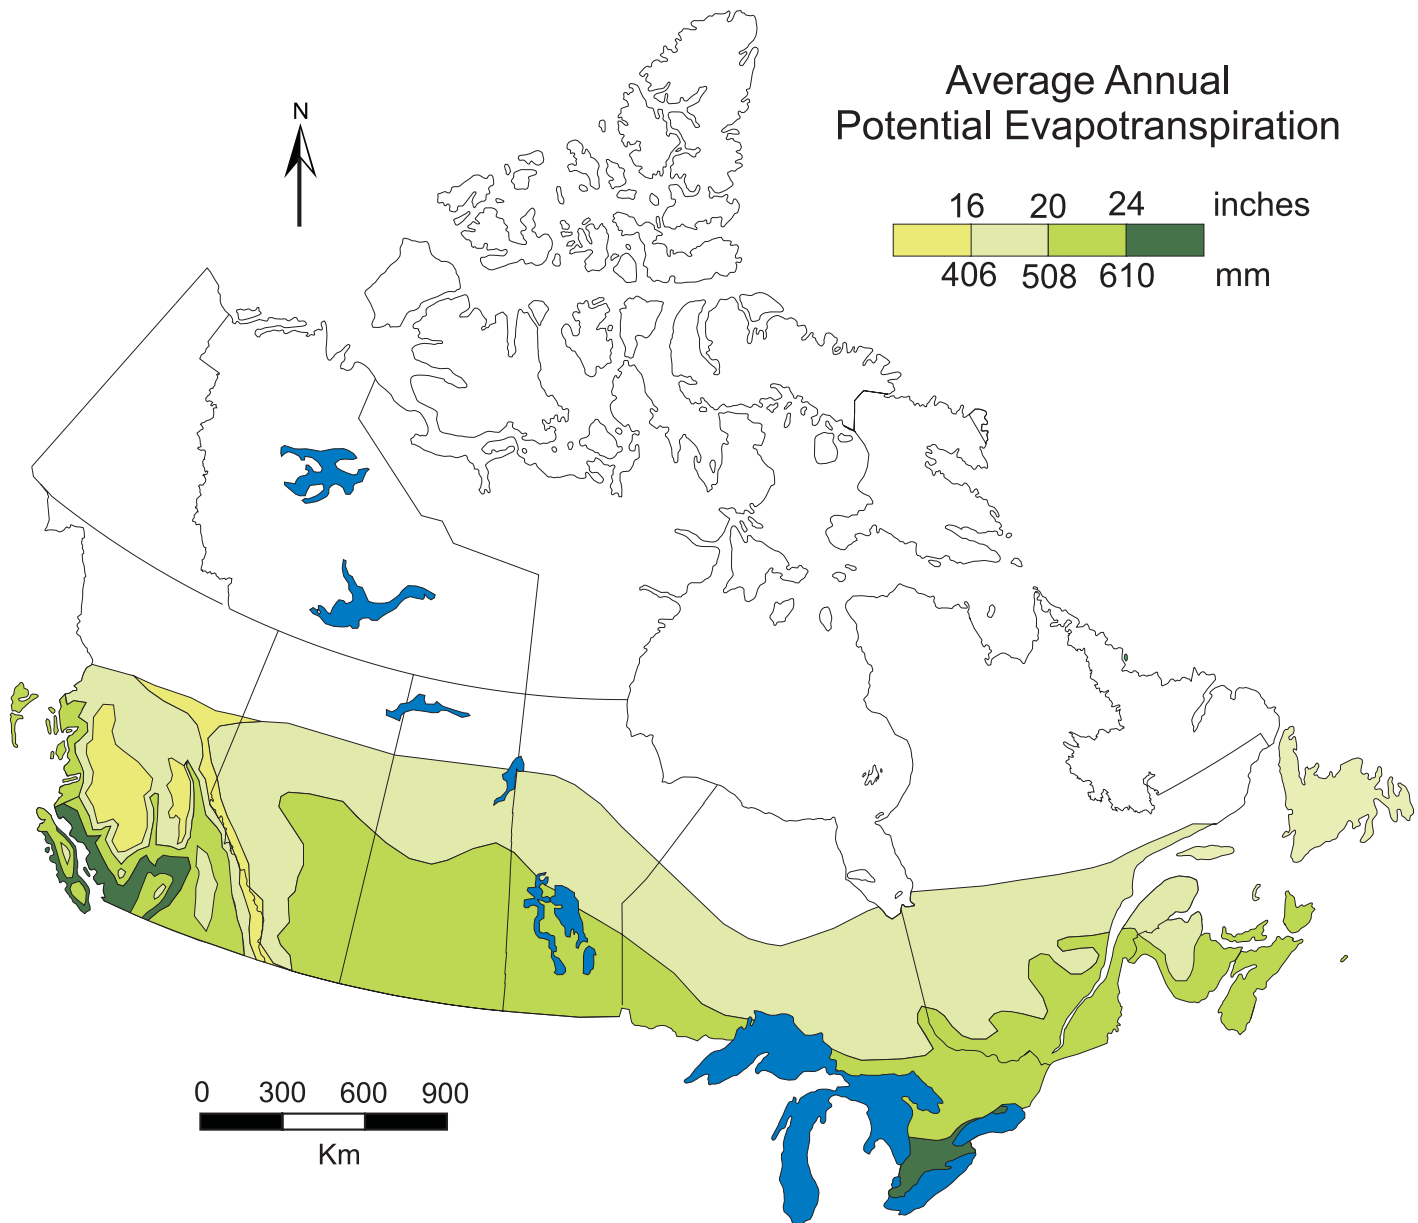 Average Annual
Potential Evapotranspiration
N
16 20 24 inches
406 508 610 mm
0 300 600 900
Km